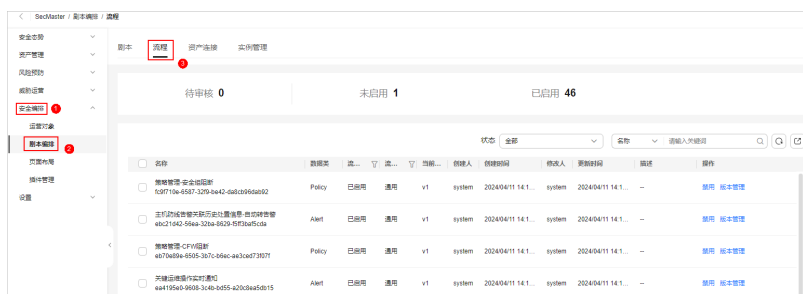 SecMaster / 剧本编排 / 流程
安全态势
资产管理
风险预防
威胁运营
安全编排 1
运营对象
剧本编排 2
页面布局
插件管理
设置
剧本 流程 资产连接 实例管理
3
待审核 0 未启用 1 已启用 46
状态 全部 名称 请输入关键词
名称 数据类 流... 流... 当前... 创建人 创建时间 修改人 更新时间 描述 操作
策略管理-安全组阻断 Policy 已启用 通用 v1 system 2024/04/11 14:1... system 2024/04/11 14:1... -- 禁用 版本管理
fc9f710e-6587-32f9-be42-da8cb96dab92
主机防线告警关联历史处置信息-自动转告警 Alert 已启用 通用 v1 system 2024/04/11 14:1... system 2024/04/11 14:1... -- 禁用 版本管理
ebc21d42-56ea-32ba-8629-f5ff3baf5cda
策略管理-CFW阻断 Policy 已启用 通用 v1 system 2024/04/11 14:1... system 2024/04/11 14:1... -- 禁用 版本管理
eb70e89e-6505-3b7c-b6ec-ae3ced73f07f
关键运维操作实时通知 Alert 已启用 通用 v1 system 2024/04/11 14:1... system 2024/04/11 14:1... -- 禁用 版本管理
ea4195e0-9608-3c4b-bd55-a20c8ea5db15